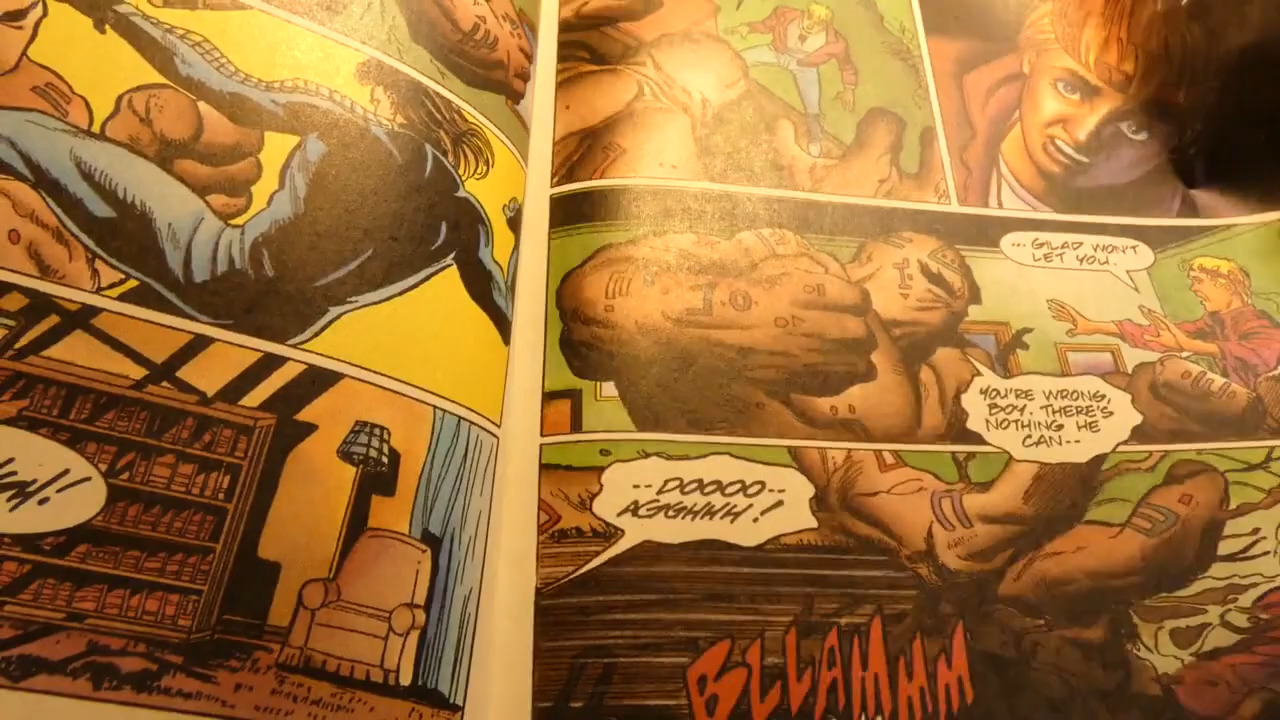 ... GILAD WON'T
LET YOU.
YOU'RE WRONG,
BOY. THERE'S
NOTHING HE
CAN--
--DOOOO--
AGGHHH!
BLLAMMM